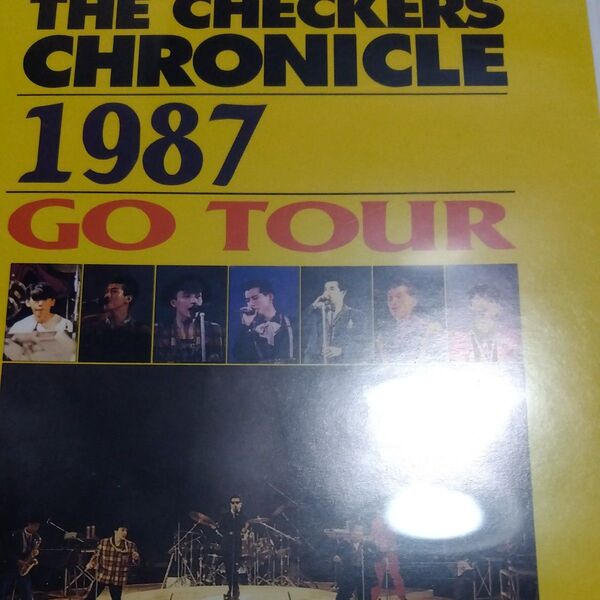 THE CHECKERS
CHRONICLE
1987
GO TOUR